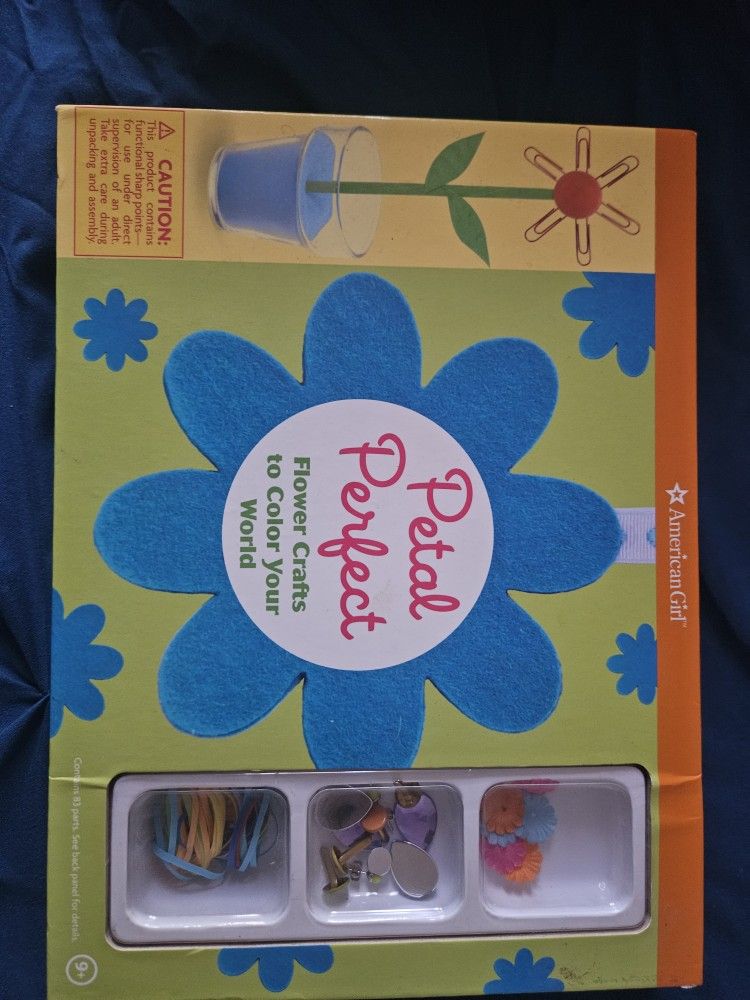 American Girl™
Petal
Perfect
Flower Crafts
to Color Your
World
⚠ CAUTION:
This product contains
functional sharp points—
for use under direct
supervision of an adult.
Take extra care during
unpacking and assembly.
Contains 83 parts. See back panel for details.
9+